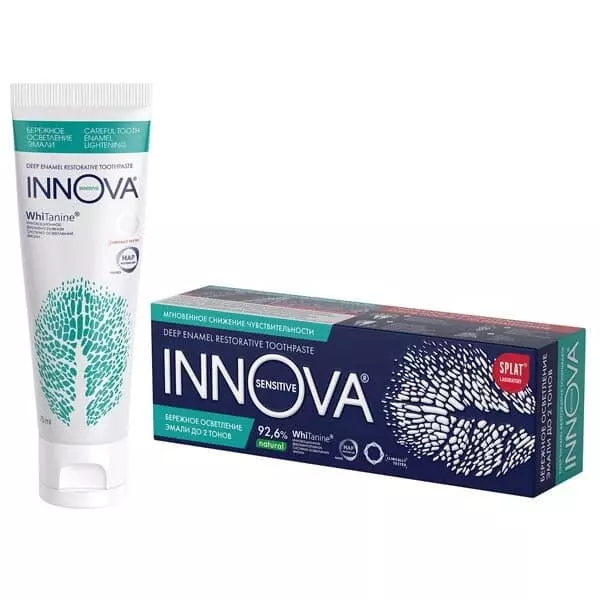 БЕРЕЖНОЕ
ОСВЕТЛЕНИЕ
ЭМАЛИ
CAREFUL TOOTH
ENAMEL
LIGHTENING
DEEP ENAMEL RESTORATIVE TOOTHPASTE
INNOVA®
SENSITIVE
WhiTanine®
HAP
75 ml
МГНОВЕННОЕ СНИЖЕНИЕ ЧУВСТВИТЕЛЬНОСТИ
DEEP ENAMEL RESTORATIVE TOOTHPASTE
INNOVA®
SENSITIVE
БЕРЕЖНОЕ ОСВЕТЛЕНИЕ
ЭМАЛИ ДО 2 ТОНОВ
92,6%
natural
WhiTanine®
HAP
CLINICALLY
TESTED
SPLAT®
LABORATORY
БЕРЕЖНОЕ ОСВЕТЛЕНИЕ
ЭМАЛИ ДО 2 ТОНОВ